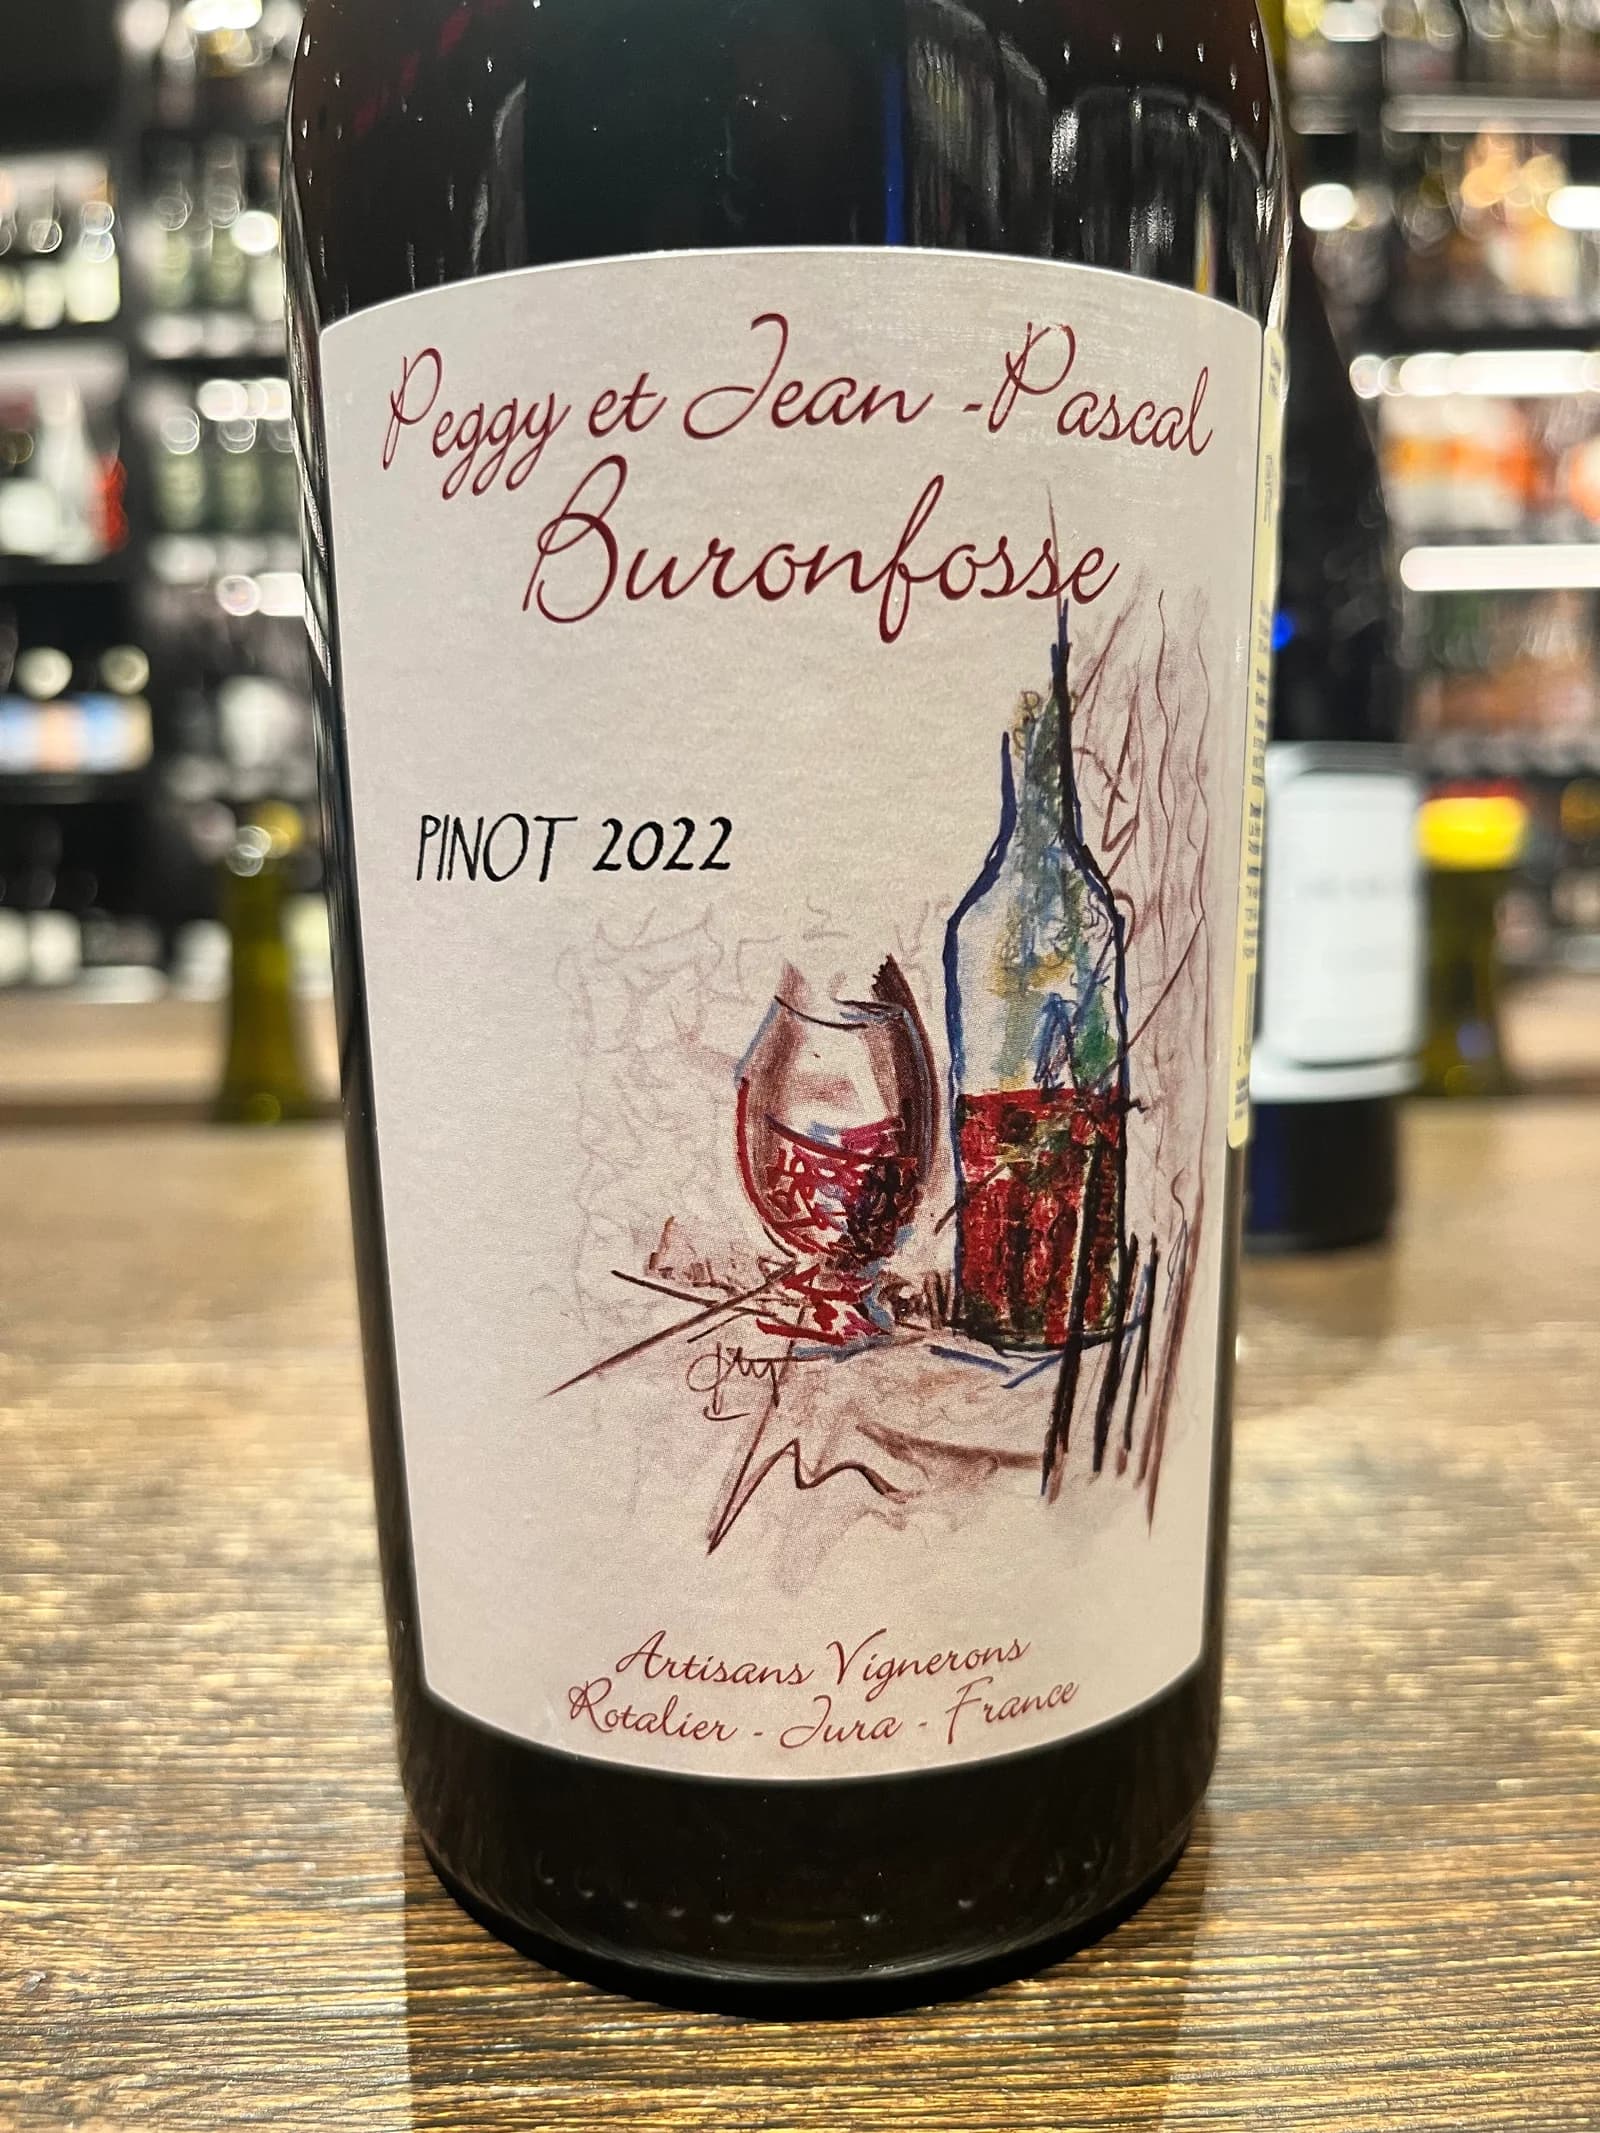 Peggy et Jean-Pascal
Buronfosse
PINOT 2022
Artisans Vignerons
Rotalier - Jura - France